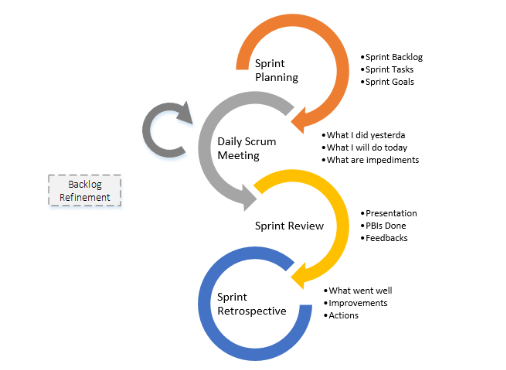 Sprint
Planning
• Sprint Backlog
• Sprint Tasks
• Sprint Goals
Daily Scrum
Meeting
• What I did yesterda
• What I will do today
• What are impediments
Backlog
Refinement
Sprint Review
• Presentation
• PBIs Done
• Feedbacks
Sprint
Retrospective
• What went well
• Improvements
• Actions